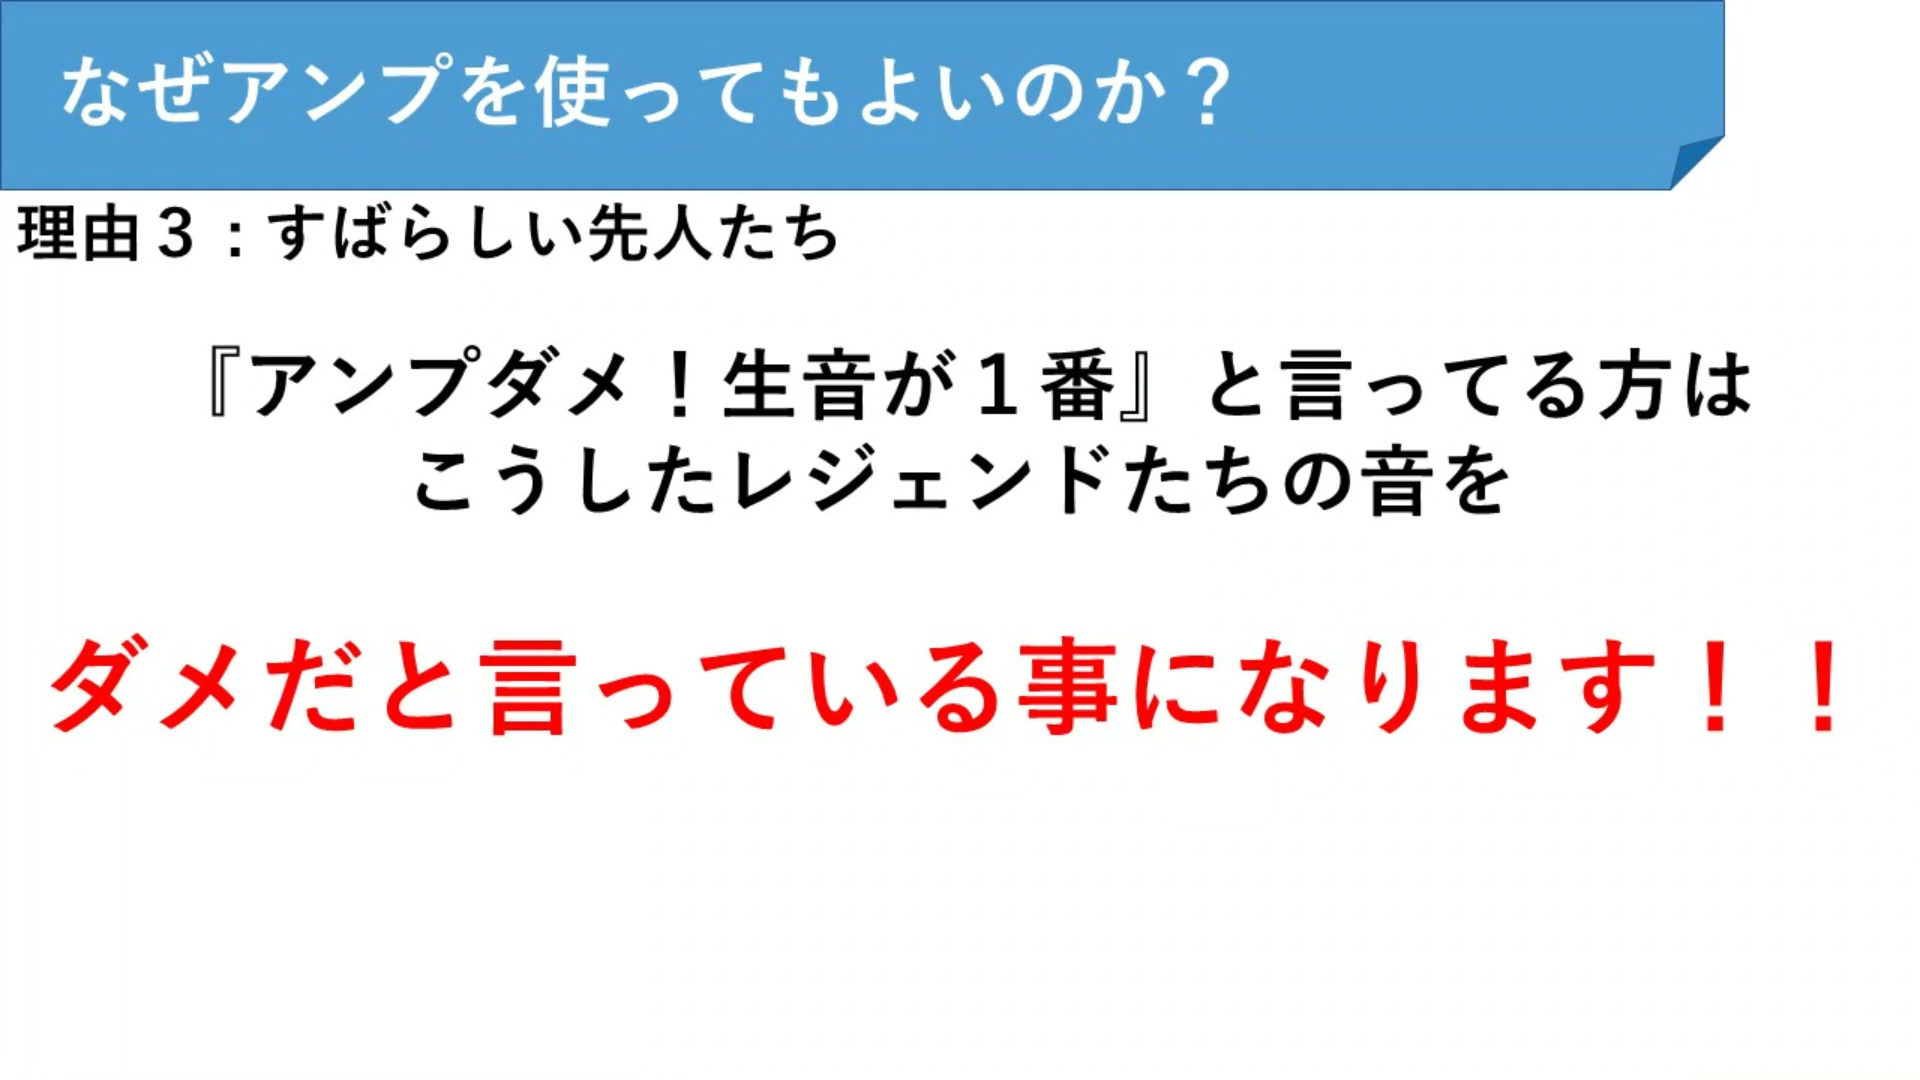 なぜアンプを使ってもよいのか？
理由３：すばらしい先人たち
『アンプダメ！生音が１番』と言ってる方は
こうしたレジェンドたちの音を
ダメだと言っている事になります！！